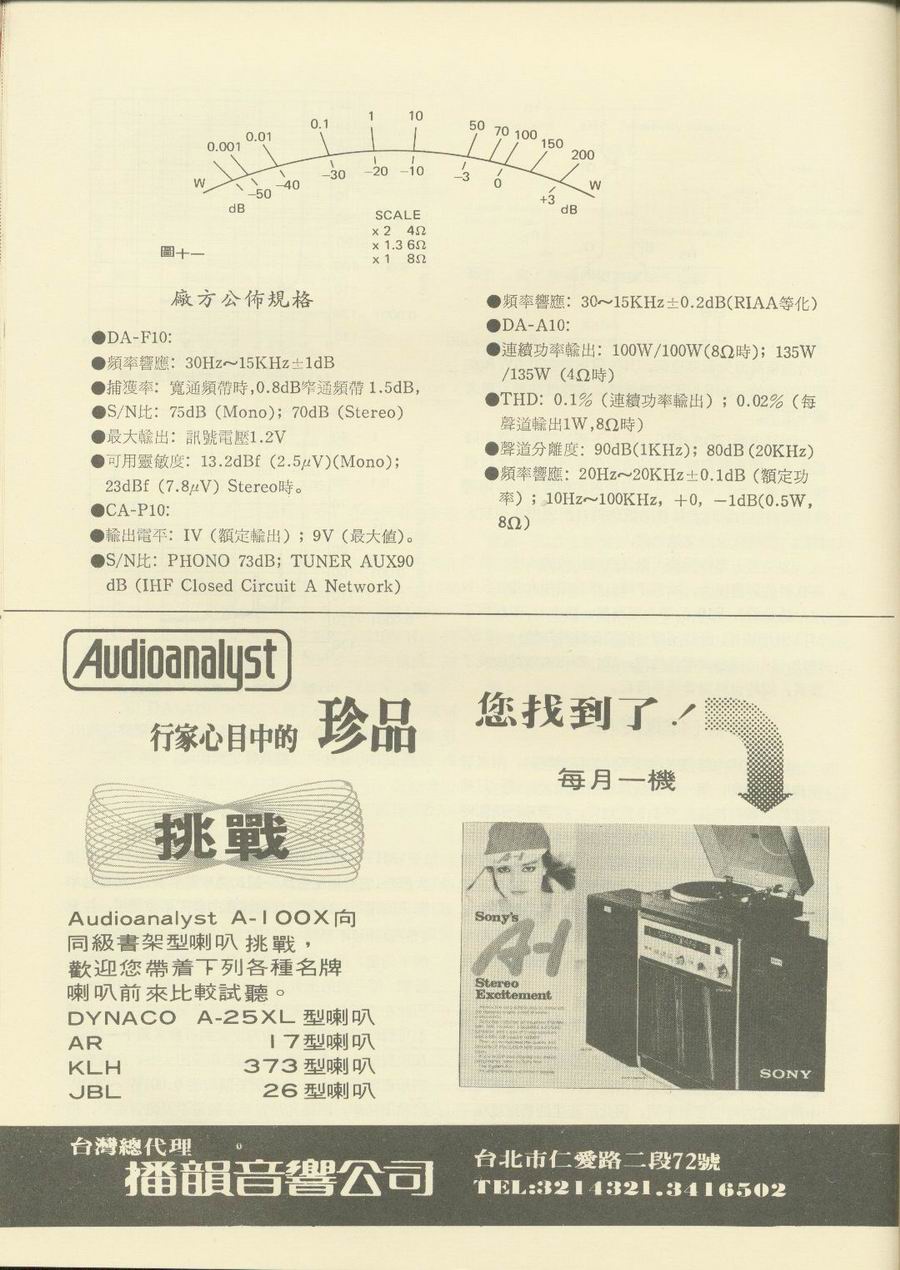 0.001 0.01 0.1 1 10 50 70 100 150 200
W -50 -40 -30 -20 -10 -3 0 +3 W
dB dB
SCALE
x 2 4Ω
x 1.3 6Ω
x 1 8Ω
圖十一
廠方公佈規格
●DA-F10:
●頻率響應：30Hz～15KHz±1dB
●捕獲率：寬通頻帶時,0.8dB窄通頻帶 1.5dB,
●S/N比：75dB (Mono)；70dB (Stereo)
●最大輸出：訊號電壓1.2V
●可用靈敏度：13.2dBf (2.5μV)(Mono)；
23dBf (7.8μV) Stereo時。
●CA-P10:
●輸出電平：IV (額定輸出)；9V (最大值)。
●S/N比：PHONO 73dB；TUNER AUX90
dB (IHF Closed Circuit A Network)
●頻率響應：30～15KHz±0.2dB(RIAA等化)
●DA-A10:
●連續功率輸出：100W/100W(8Ω時)；135W
/135W (4Ω時)
●THD：0.1% (連續功率輸出)；0.02% (每
聲道輸出1W,8Ω時)
●聲道分離度：90dB(1KHz)；80dB(20KHz)
●頻率響應：20Hz～20KHz±0.1dB (額定功
率)；10Hz～100KHz，+0，-1dB(0.5W,
8Ω)
Audioanalyst
行家心目中的 珍品
挑戰
Audioanalyst A-100X向
同級書架型喇叭挑戰，
歡迎您帶着下列各種名牌
喇叭前來比較試聽。
DYNACO A-25XL 型喇叭
AR 17型喇叭
KLH 373型喇叭
JBL 26型喇叭
您找到了！
每月一機
Sony's
A-1
Stereo
Excitement
SONY
台灣總代理
播韻音響公司
台北市仁愛路二段72號
TEL:3214321.3416502